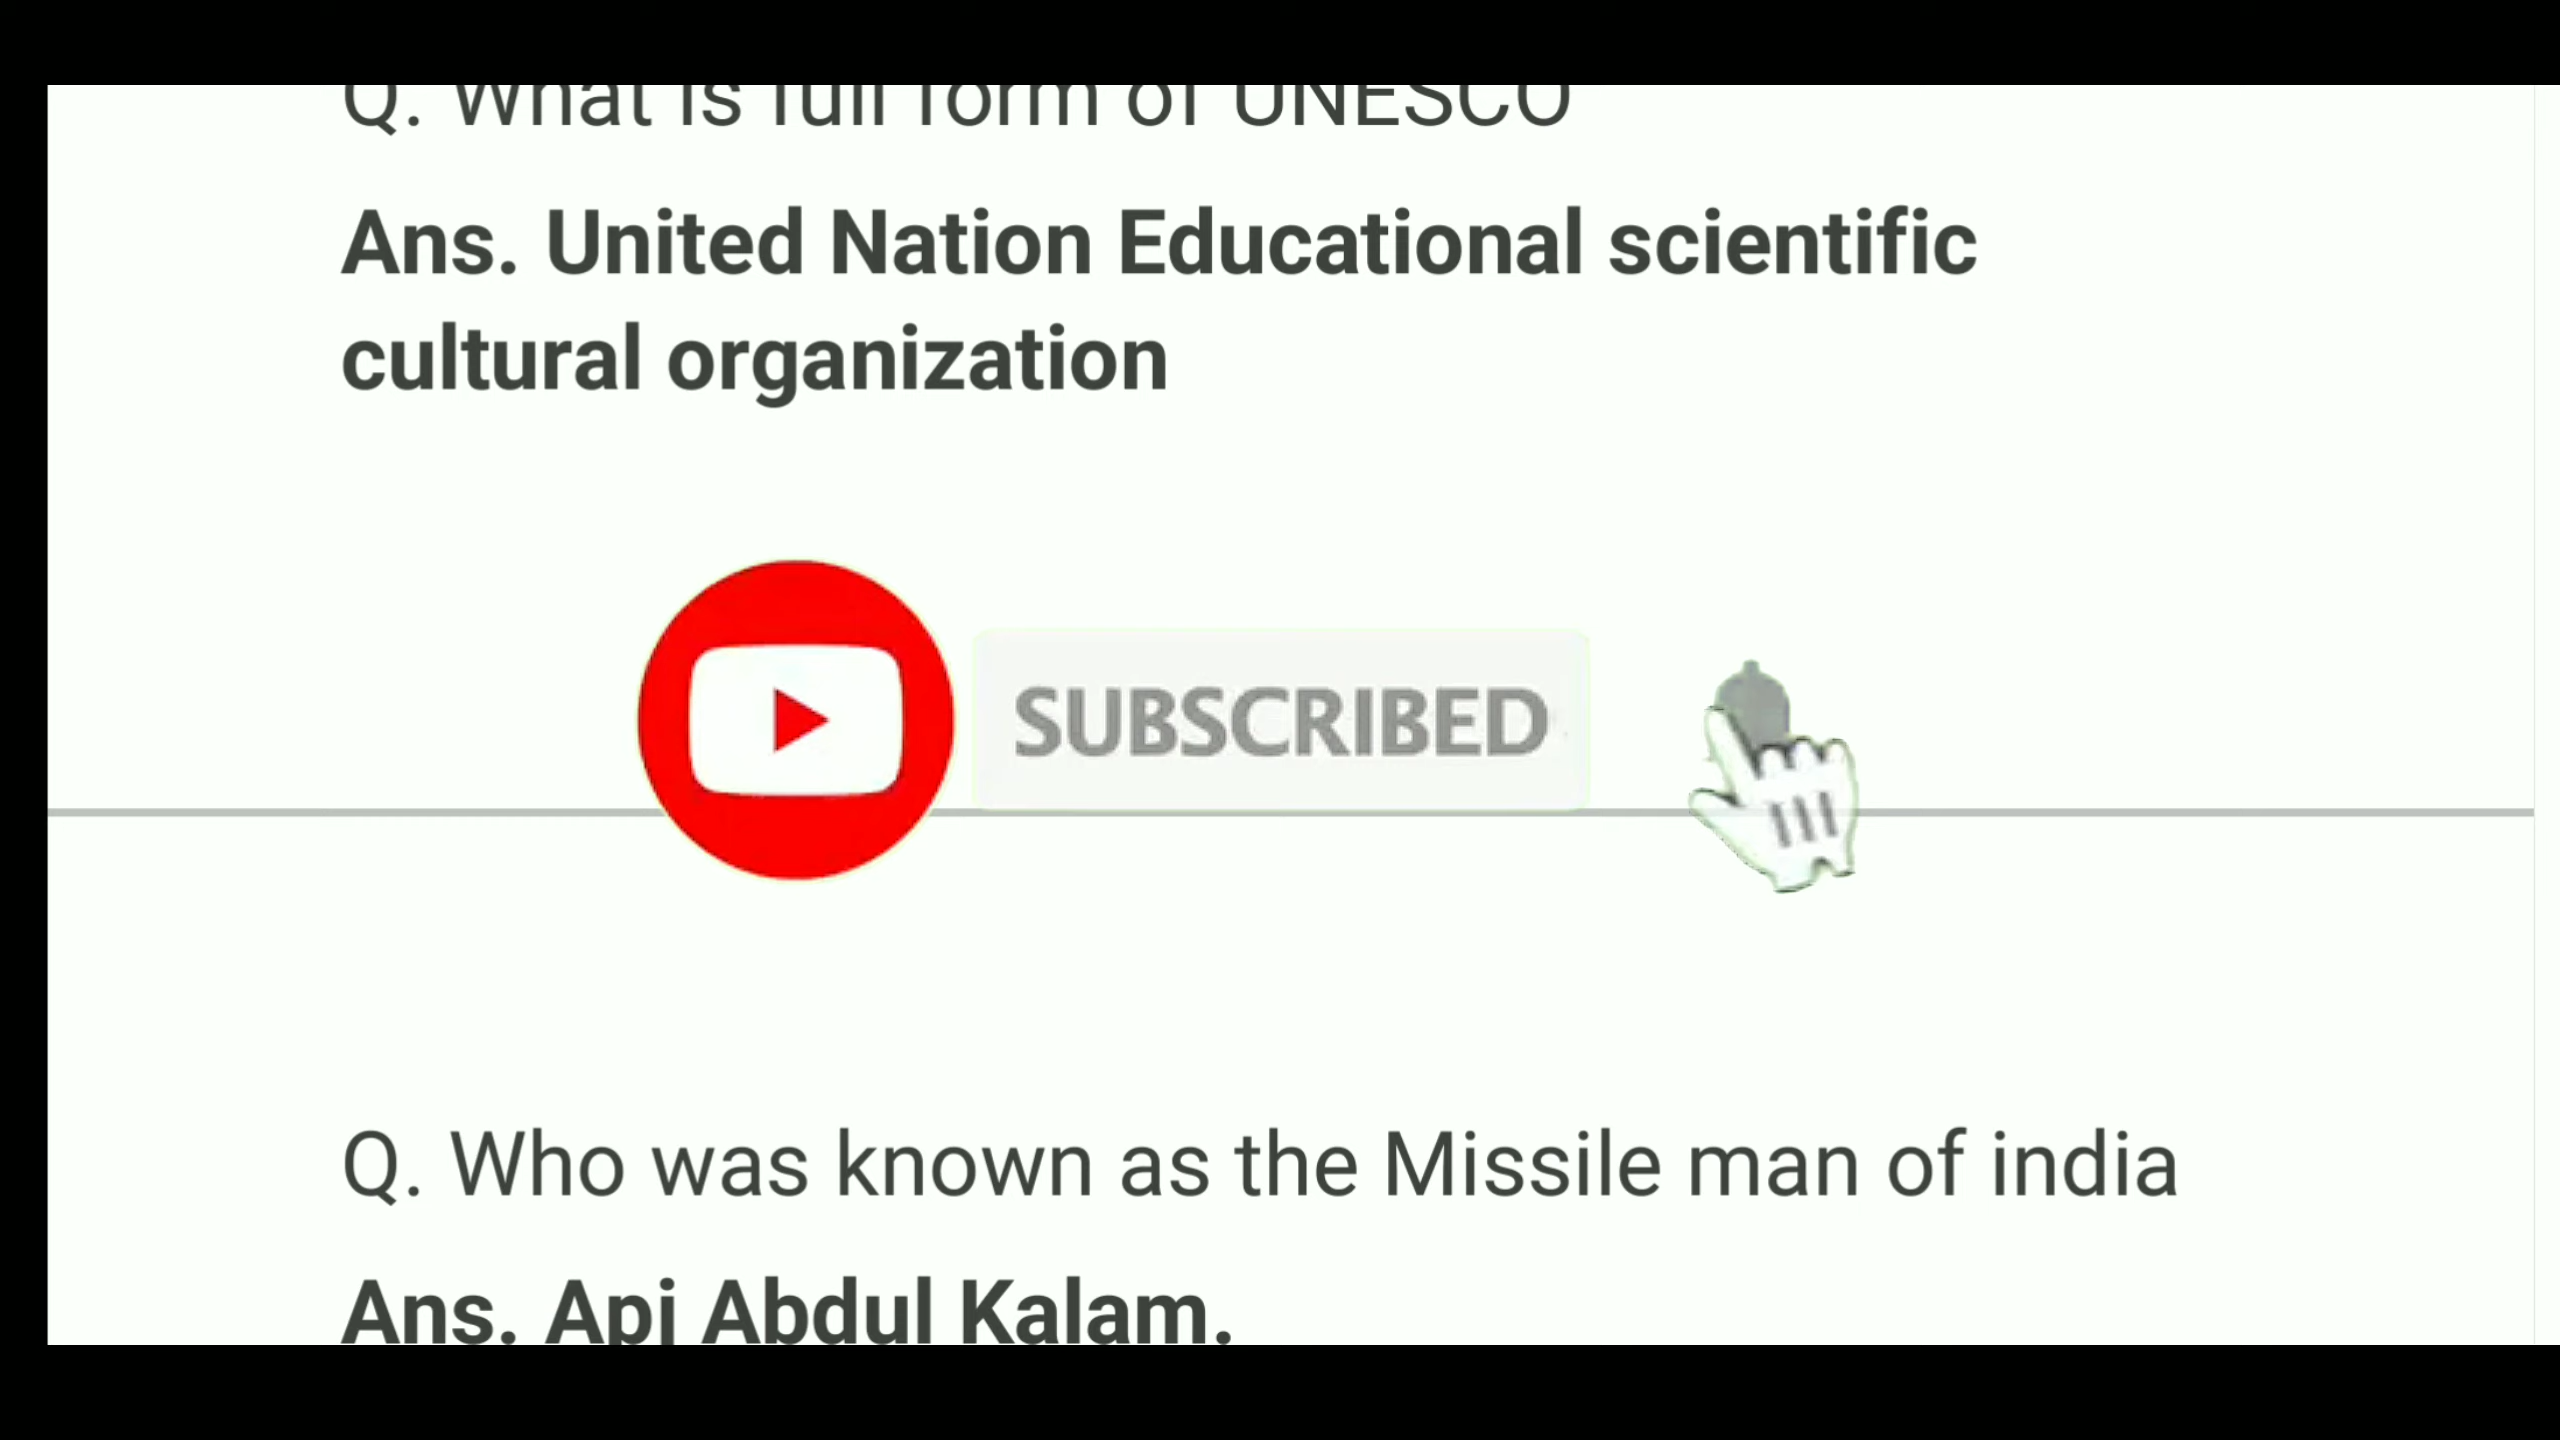 Q. What is full form of UNESCO
Ans. United Nation Educational scientific
cultural organization
SUBSCRIBED
Q. Who was known as the Missile man of india
Ans. Apj Abdul Kalam.